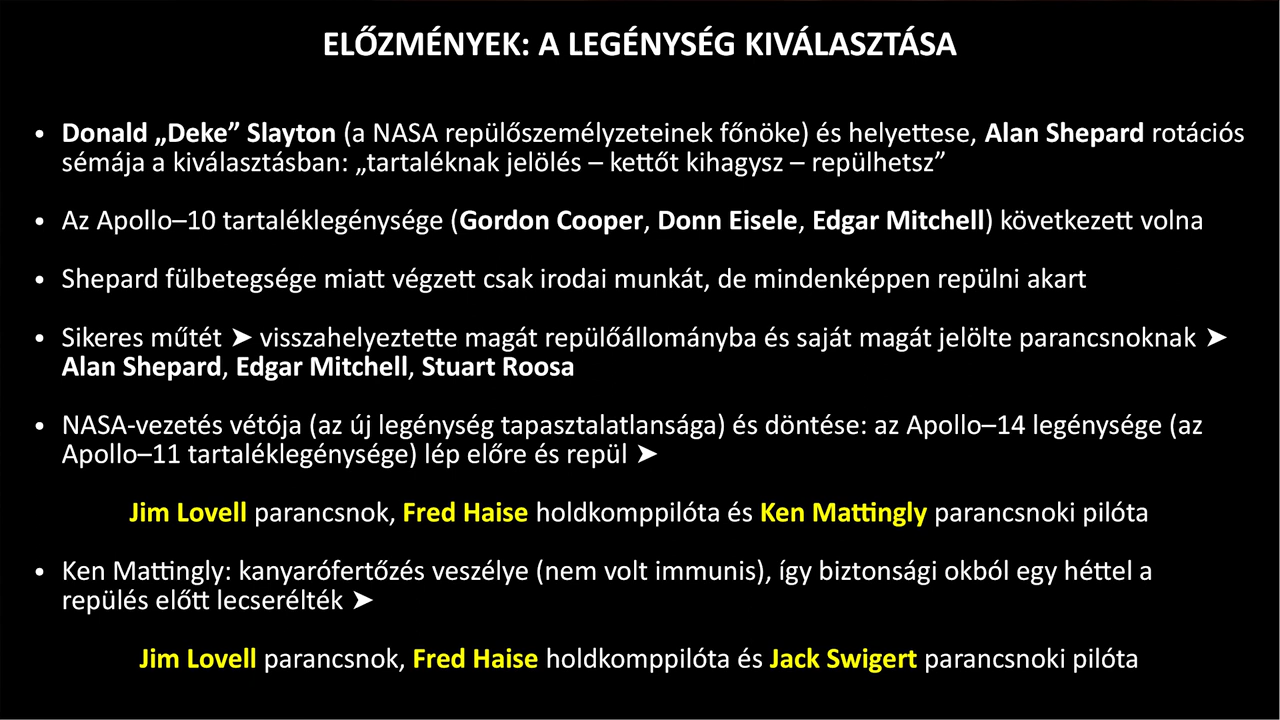 ELŐZMÉNYEK: A LEGÉNYSÉG KIVÁLASZTÁSA
• Donald „Deke” Slayton (a NASA repülőszemélyzeteinek főnöke) és helyettese, Alan Shepard rotációs
sémája a kiválasztásban: „tartaléknak jelölés – kettőt kihagysz – repülhetsz”
• Az Apollo–10 tartaléklegénysége (Gordon Cooper, Donn Eisele, Edgar Mitchell) következett volna
• Shepard fülbetegsége miatt végzett csak irodai munkát, de mindenképpen repülni akart
• Sikeres műtét ➤ visszahelyeztette magát repülőállományba és saját magát jelölte parancsnoknak ➤
Alan Shepard, Edgar Mitchell, Stuart Roosa
• NASA-vezetés vétója (az új legénység tapasztalatlansága) és döntése: az Apollo–14 legénysége (az
Apollo–11 tartaléklegénysége) lép előre és repül ➤
Jim Lovell parancsnok, Fred Haise holdkomppilóta és Ken Mattingly parancsnoki pilóta
• Ken Mattingly: kanyarófertőzés veszélye (nem volt immunis), így biztonsági okból egy héttel a
repülés előtt lecserélték ➤
Jim Lovell parancsnok, Fred Haise holdkomppilóta és Jack Swigert parancsnoki pilóta